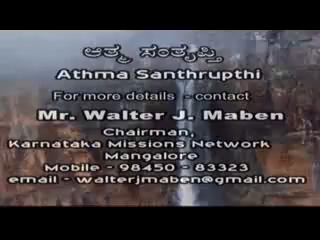 ಆತ್ಮ ಸಂತೃಪ್ತಿ
Athma Santhrupthi
For more details - contact
Mr. Walter J. Maben
Chairman,
Karnataka Missions Network
Mangalore
Mobile - 98450 - 83323
email - walterjmaben@gmail.com